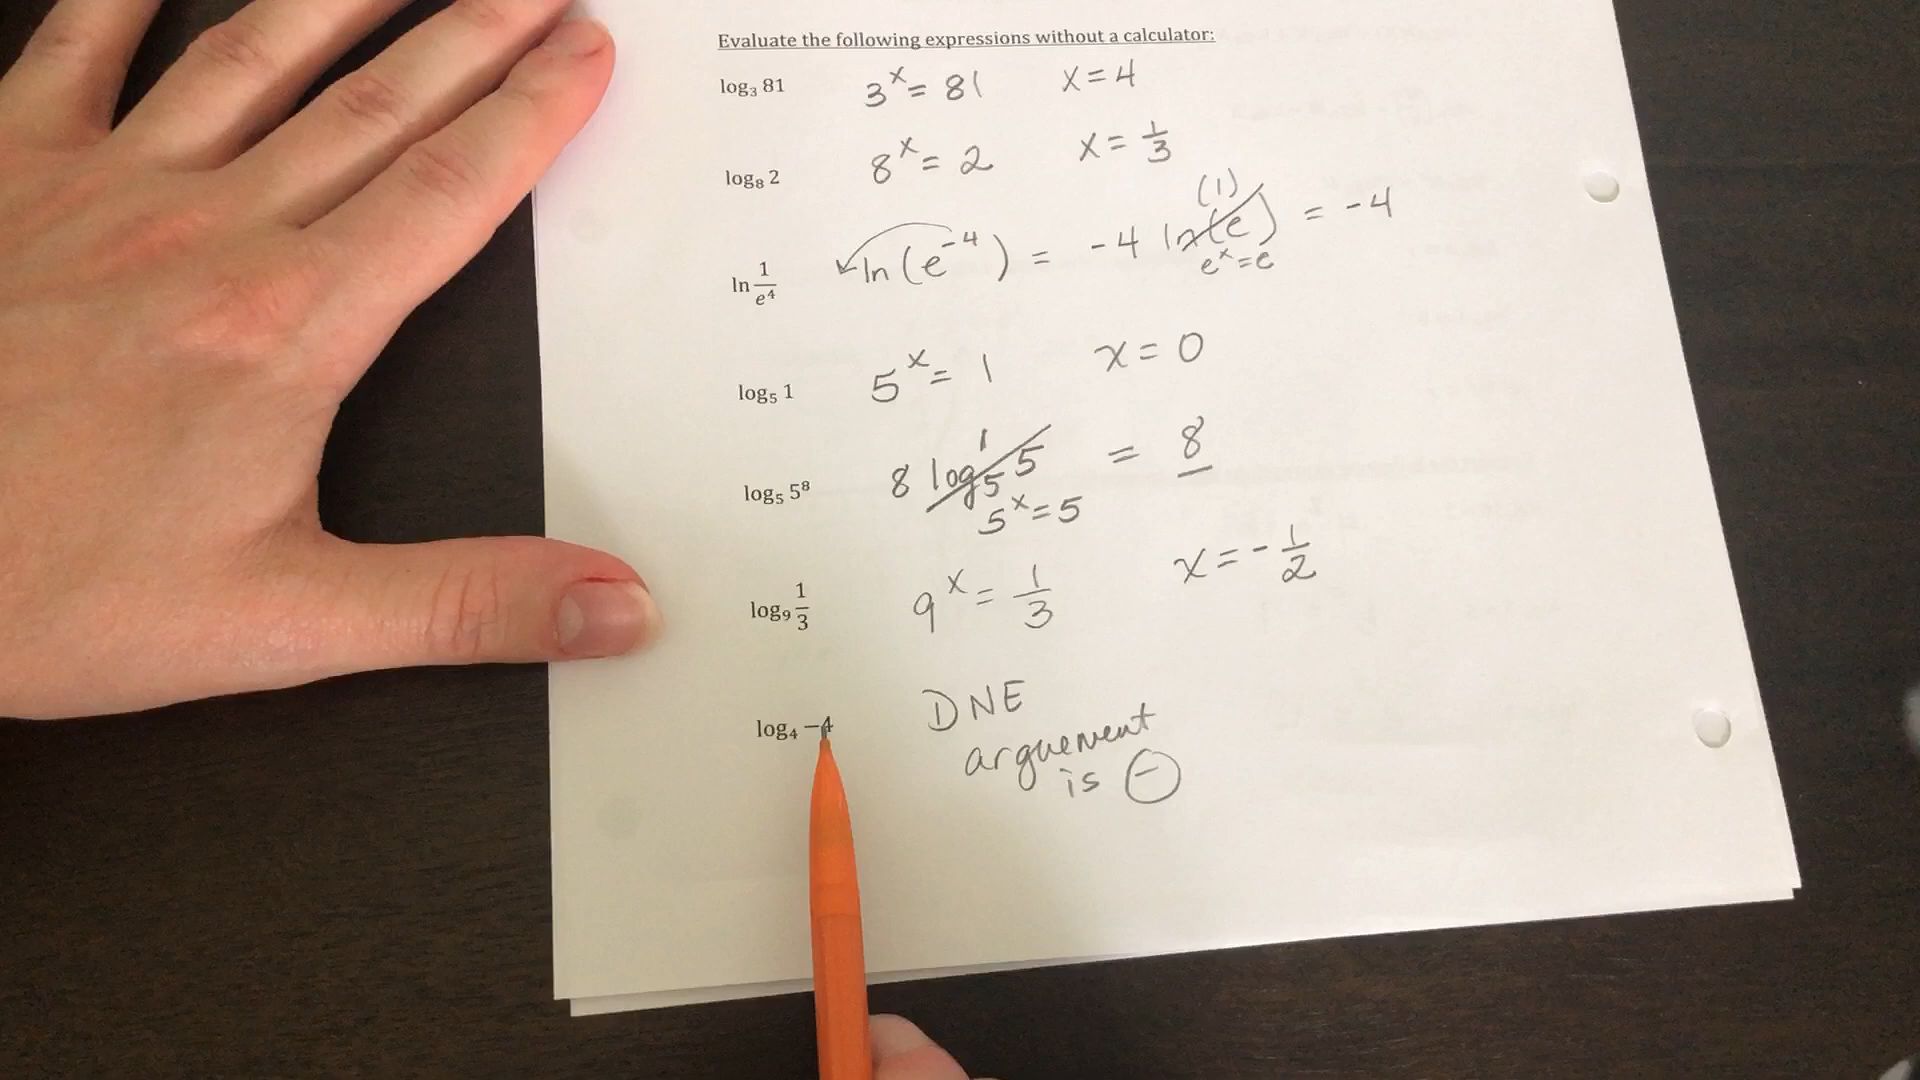 Evaluate the following expressions without a calculator:
log₃ 81 3ˣ = 81 x = 4
log₈ 2 8ˣ = 2 x = 1/3
ln 1/e⁴ ln(e⁻⁴) = -4 ln(e) (1) = -4
eˣ = e
log₅ 1 5ˣ = 1 x = 0
log₅ 5⁸ 8 log₅ 5 1 = 8
5ˣ = 5
log₉ 1/3 9ˣ = 1/3 x = -1/2
log₄ −4 DNE
arguement
is ⊖